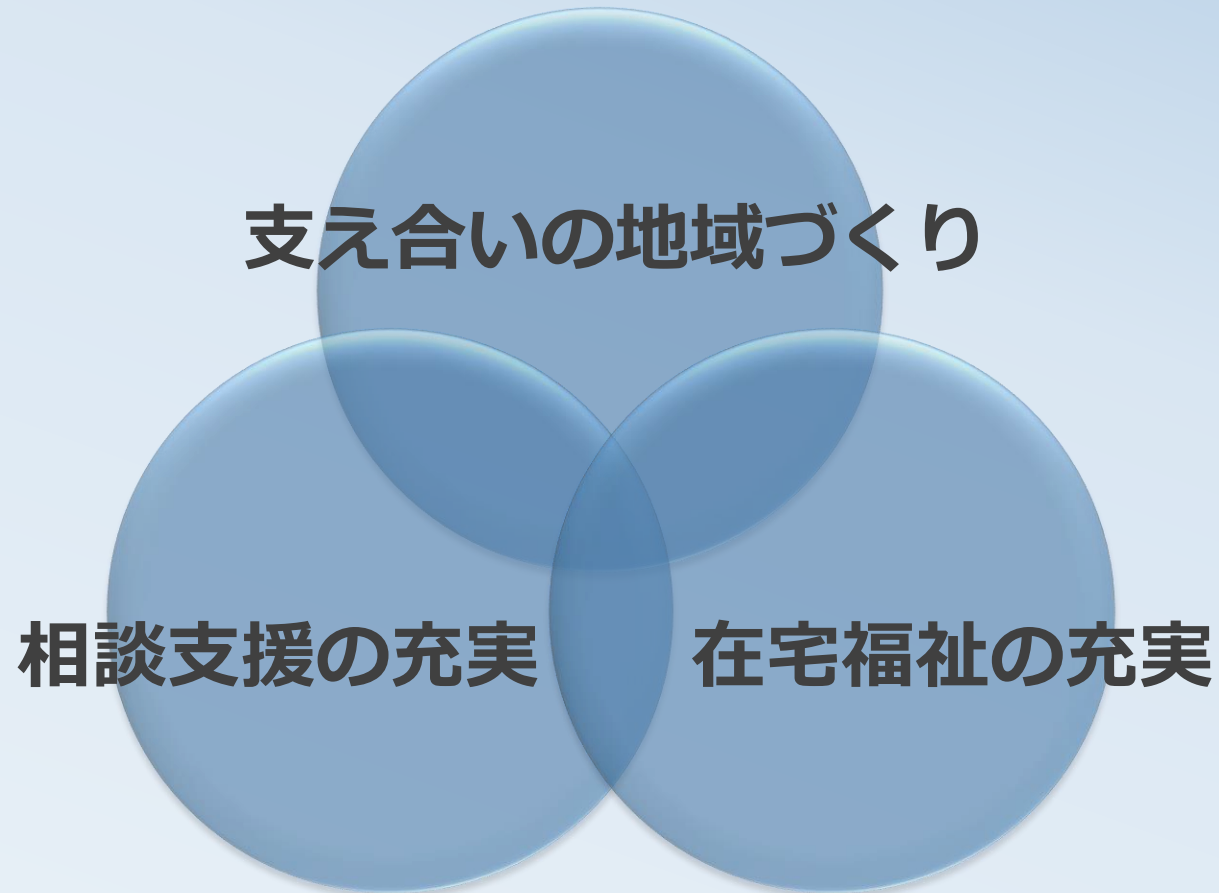 支え合いの地域づくり
相談支援の充実
在宅福祉の充実